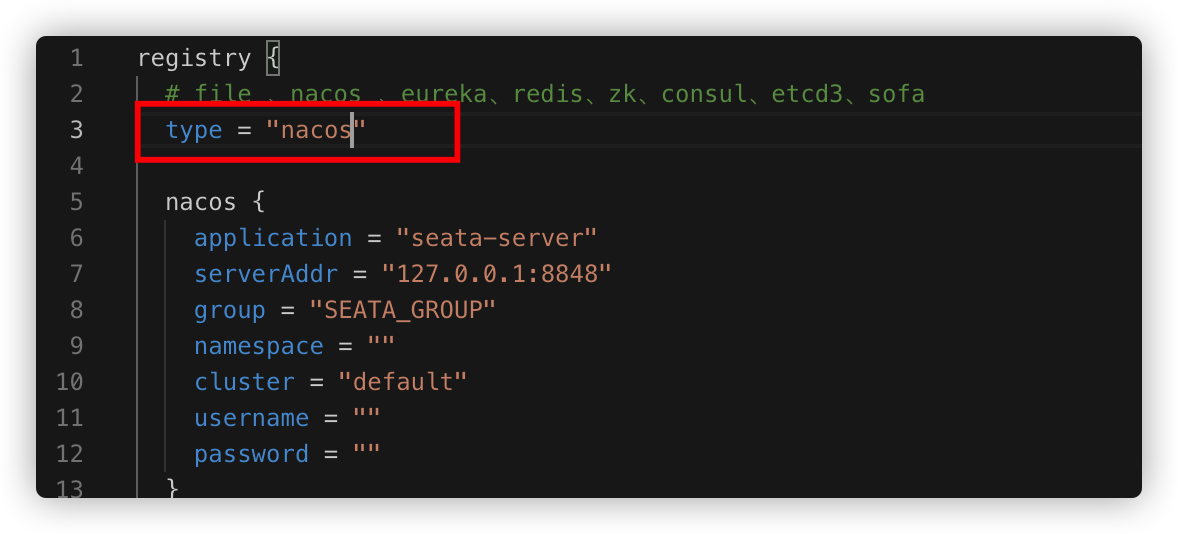 1 registry {
2 # file 、nacos 、eureka、redis、zk、consul、etcd3、sofa
3 type = "nacos"
4
5 nacos {
6 application = "seata-server"
7 serverAddr = "127.0.0.1:8848"
8 group = "SEATA_GROUP"
9 namespace = ""
10 cluster = "default"
11 username = ""
12 password = ""
13 }